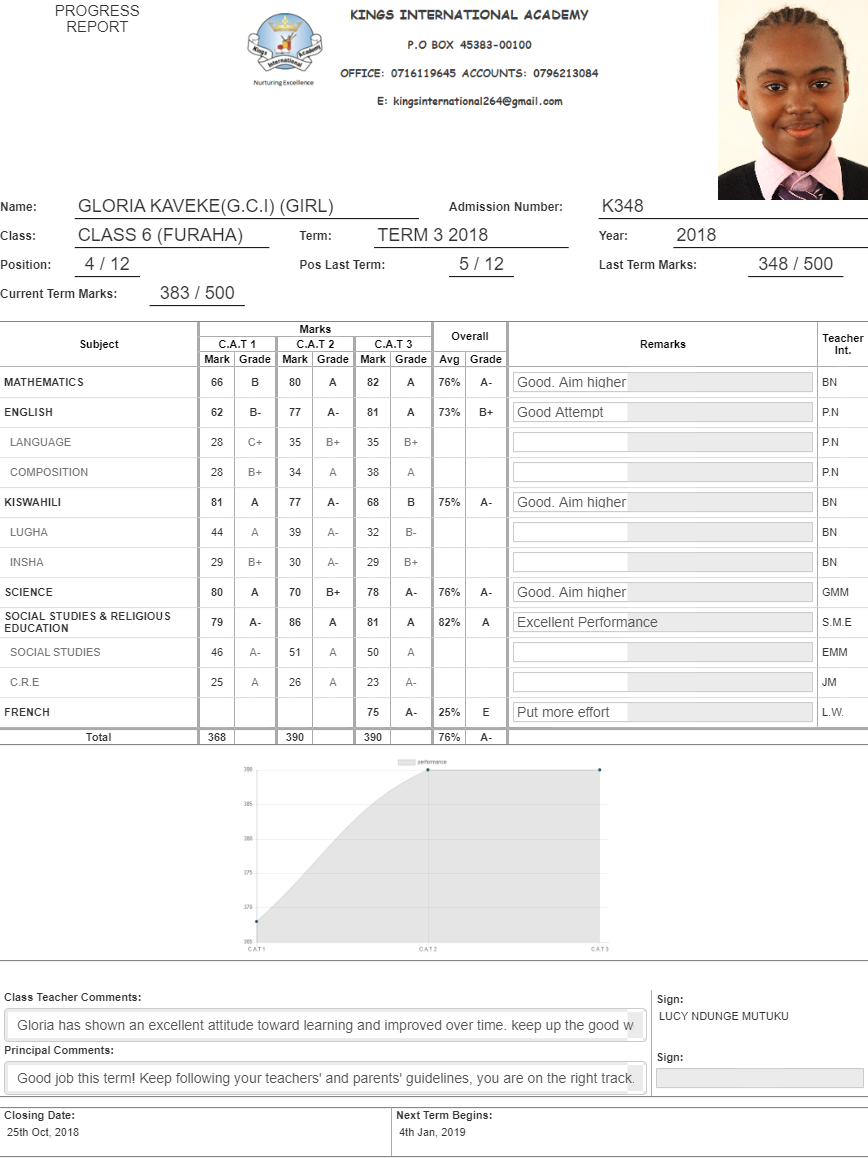 PROGRESS
REPORT
KINGS INTERNATIONAL ACADEMY
P.O BOX 45383-00100
OFFICE: 0716119645 ACCOUNTS: 0796213084
E: kingsinternational264@gmail.com
Kings Academy
International
Nurturing Excellence
Name: GLORIA KAVEKE(G.C.I) (GIRL) Admission Number: K348
Class: CLASS 6 (FURAHA) Term: TERM 3 2018 Year: 2018
Position: 4 / 12 Pos Last Term: 5 / 12 Last Term Marks: 348 / 500
Current Term Marks: 383 / 500
Subject Marks Overall Remarks Teacher Int.
C.A.T 1 C.A.T 2 C.A.T 3
Mark Grade Mark Grade Mark Grade Avg Grade
MATHEMATICS 66 B 80 A 82 A 76% A- Good. Aim higher BN
ENGLISH 62 B- 77 A- 81 A 73% B+ Good Attempt P.N
LANGUAGE 28 C+ 35 B+ 35 B+ P.N
COMPOSITION 28 B+ 34 A 38 A P.N
KISWAHILI 81 A 77 A- 68 B 75% A- Good. Aim higher BN
LUGHA 44 A 39 A- 32 B- BN
INSHA 29 B+ 30 A- 29 B+ BN
SCIENCE 80 A 70 B+ 78 A- 76% A- Good. Aim higher GMM
SOCIAL STUDIES & RELIGIOUS
EDUCATION 79 A- 86 A 81 A 82% A Excellent Performance S.M.E
SOCIAL STUDIES 46 A- 51 A 50 A EMM
C.R.E 25 A 26 A 23 A- JM
FRENCH 75 A- 25% E Put more effort L.W.
Total 368 390 390 76% A-
performance
390
385
380
375
370
365
CAT1 CAT2 CAT3
Class Teacher Comments:
Gloria has shown an excellent attitude toward learning and improved over time. keep up the good w
Sign:
LUCY NDUNGE MUTUKU
Principal Comments:
Good job this term! Keep following your teachers' and parents' guidelines, you are on the right track.
Sign:
Closing Date: Next Term Begins:
25th Oct, 2018 4th Jan, 2019